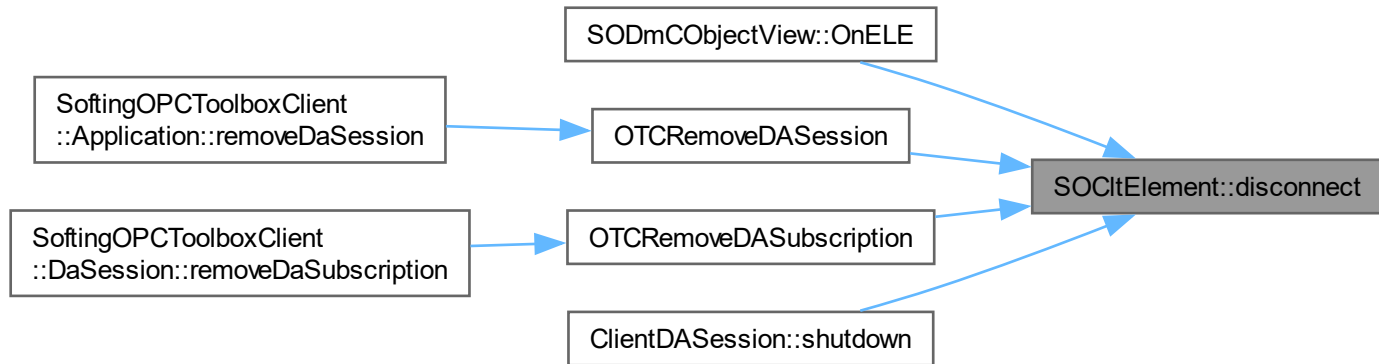 SODmCObjectView::OnELE
SoftingOPCToolboxClient
::Application::removeDaSession
OTCRemoveDASession
SOCltElement::disconnect
SoftingOPCToolboxClient
::DaSession::removeDaSubscription
OTCRemoveDASubscription
ClientDASession::shutdown